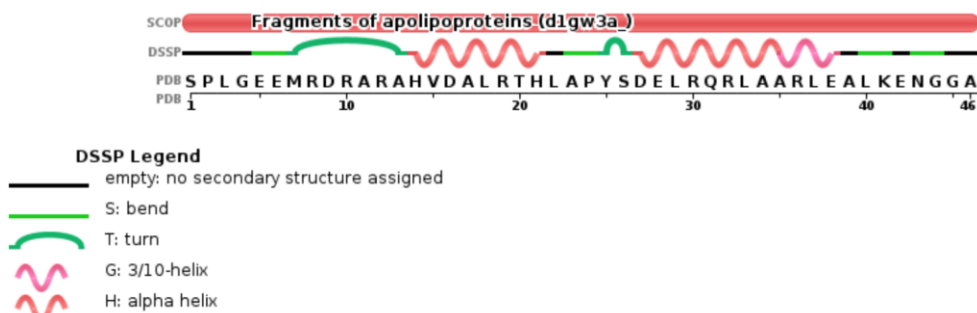 SCOP Fragments of apolipoproteins (d1gw3a_)
DSSP
PDB SPLGEEMRDRARAHVDALRTHLAPYSDELRQRLAARLEALKENGGA
PDB 1 10 20 30 40 46
DSSP Legend
empty: no secondary structure assigned
S: bend
T: turn
G: 3/10-helix
H: alpha helix